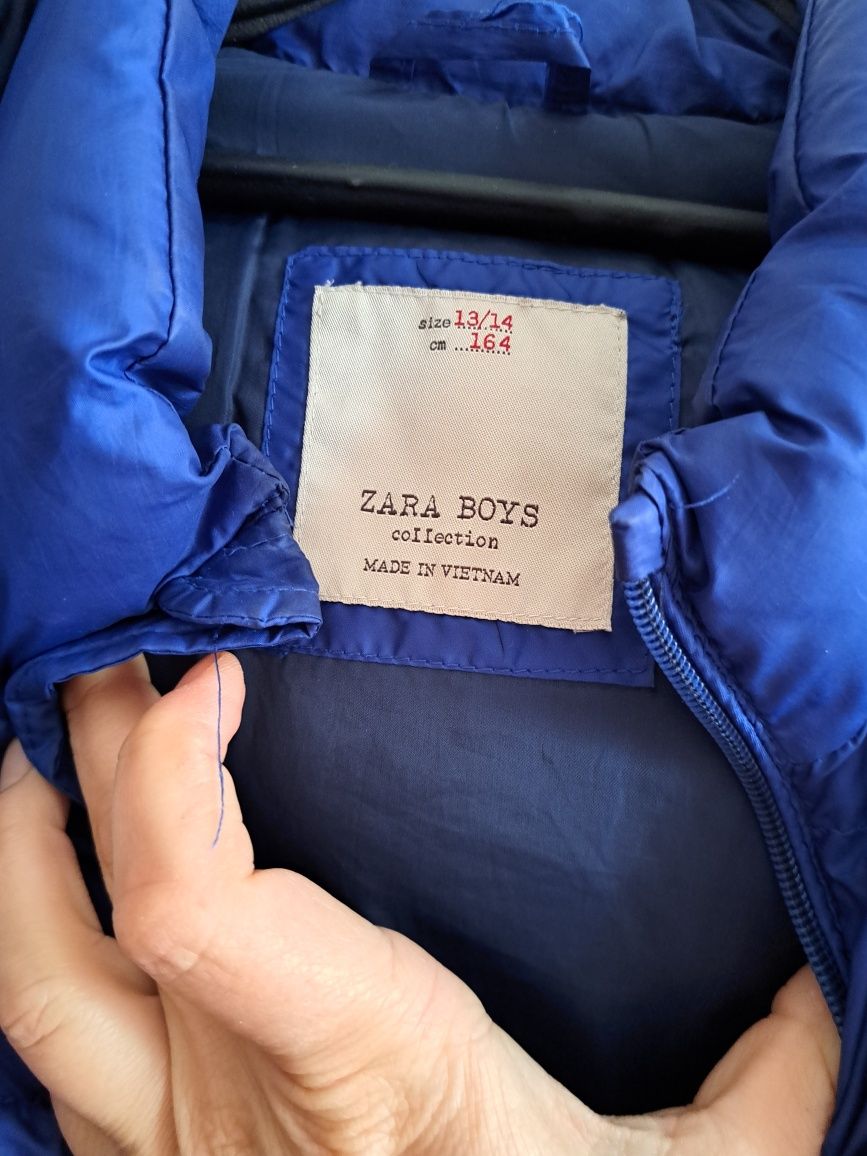 size 13/14
cm 164
ZARA BOYS
collection
MADE IN VIETNAM